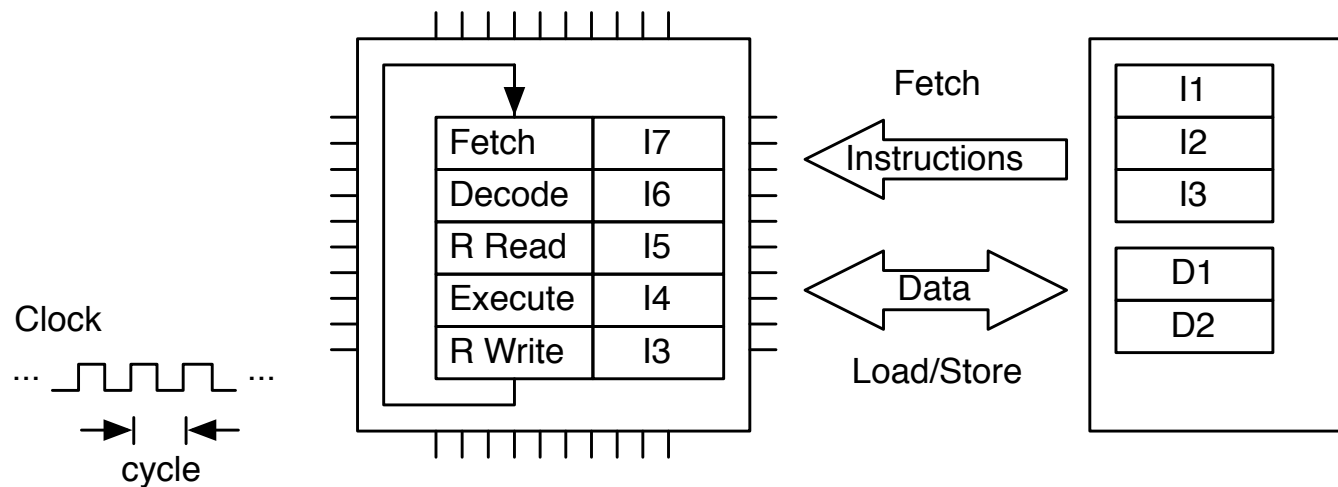 Clock
...
...
cycle
Fetch I7
Decode I6
R Read I5
Execute I4
R Write I3
Fetch
Instructions
Data
Load/Store
I1
I2
I3
D1
D2